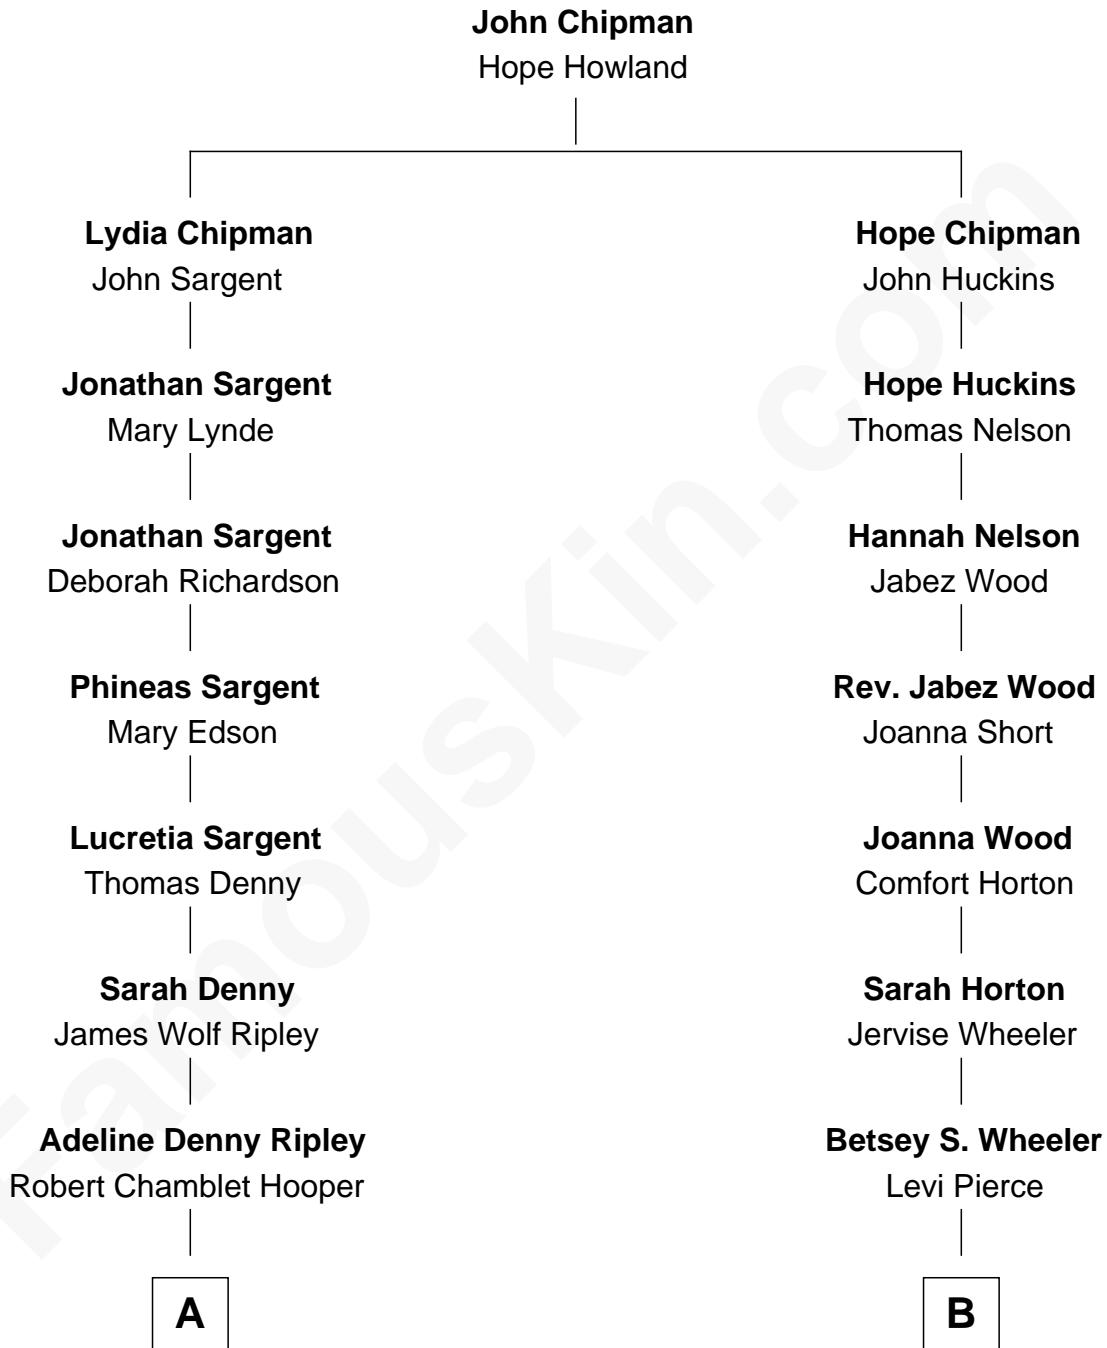 John Chipman
Hope Howland
Lydia Chipman
John Sargent
Hope Chipman
John Huckins
Jonathan Sargent
Mary Lynde
Hope Huckins
Thomas Nelson
Jonathan Sargent
Deborah Richardson
Hannah Nelson
Jabez Wood
Phineas Sargent
Mary Edson
Rev. Jabez Wood
Joanna Short
Lucretia Sargent
Thomas Denny
Joanna Wood
Comfort Horton
Sarah Denny
James Wolf Ripley
Sarah Horton
Jervise Wheeler
Adeline Denny Ripley
Robert Chamblet Hooper
Betsey S. Wheeler
Levi Pierce
A
B
FamousKin.com